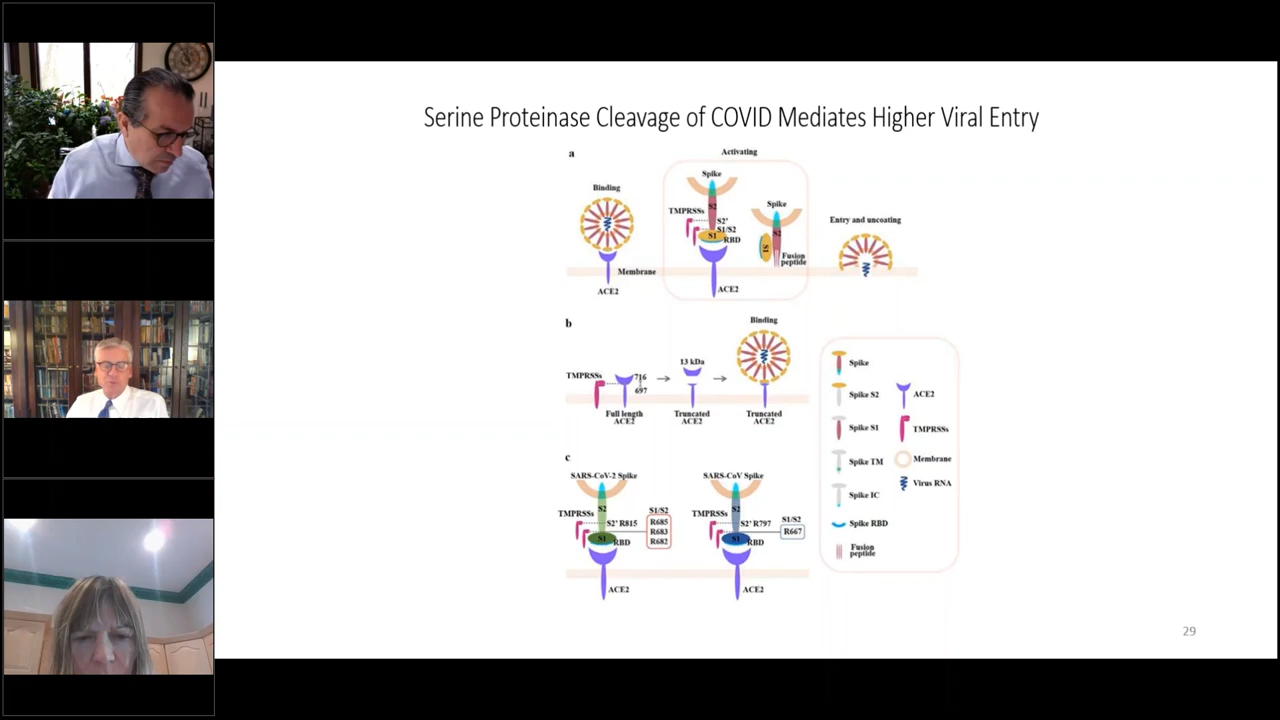 Serine Proteinase Cleavage of COVID Mediates Higher Viral Entry
a
Activating
Binding
Spike
S2
TMPRSSs
S2'
S1/S2
S1
RBD
ACE2
Spike
S2
S1
Fusion
peptide
Entry and uncoating
Membrane
ACE2
b
Binding
TMPRSSs
716
697
13 kDa
Full length
ACE2
Truncated
ACE2
Truncated
ACE2
c
SARS-CoV-2 Spike
S2
TMPRSSs
S2' R815
S1
RBD
S1/S2
R685
R683
R682
ACE2
SARS-CoV Spike
S2
TMPRSSs
S2' R797
S1
RBD
S1/S2
R667
ACE2
Spike
Spike S2
ACE2
Spike S1
TMPRSSs
Spike TM
Membrane
Spike IC
Virus RNA
Spike RBD
Fusion
peptide
29